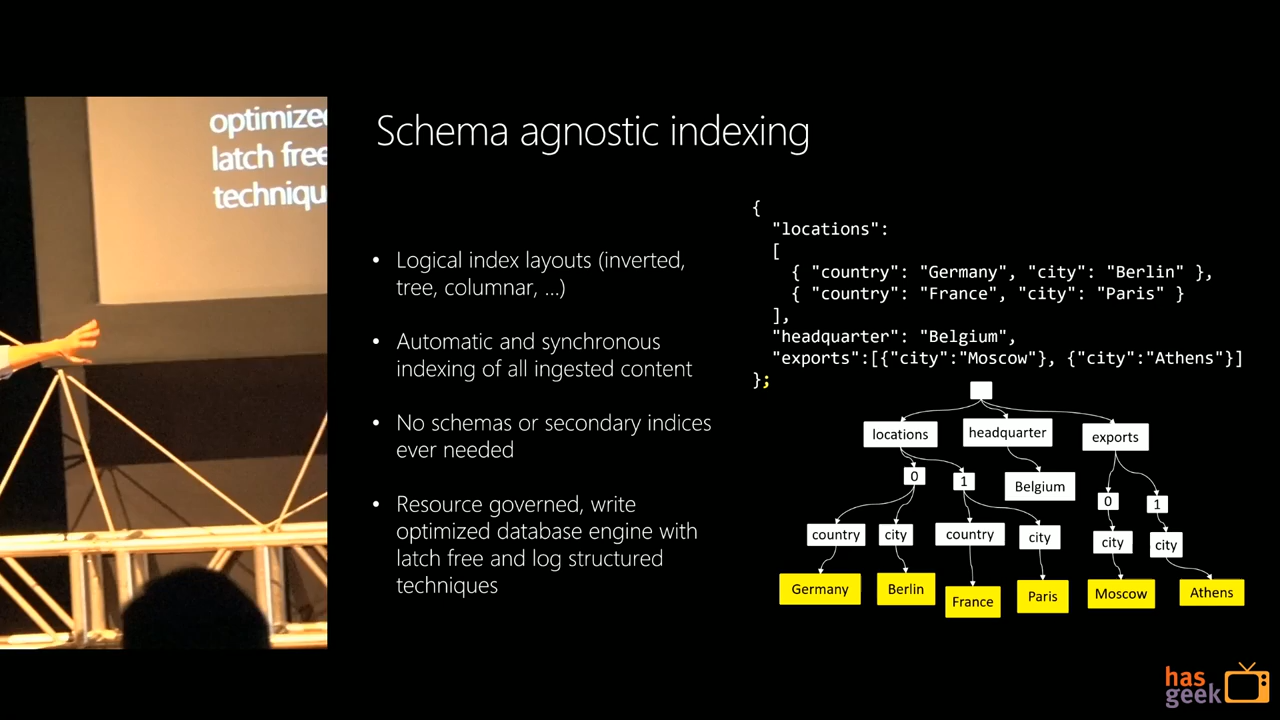 optimized
latch free
techniqu
Schema agnostic indexing
• Logical index layouts (inverted,
tree, columnar, ...)
• Automatic and synchronous
indexing of all ingested content
• No schemas or secondary indices
ever needed
• Resource governed, write
optimized database engine with
latch free and log structured
techniques
{
"locations":
[
{ "country": "Germany", "city": "Berlin" },
{ "country": "France", "city": "Paris" }
],
"headquarter": "Belgium",
"exports":[{"city":"Moscow"}, {"city":"Athens"}]
};
locations headquarter exports
0 1 Belgium 0 1
country city country city city city
Germany Berlin France Paris Moscow Athens
has
geek